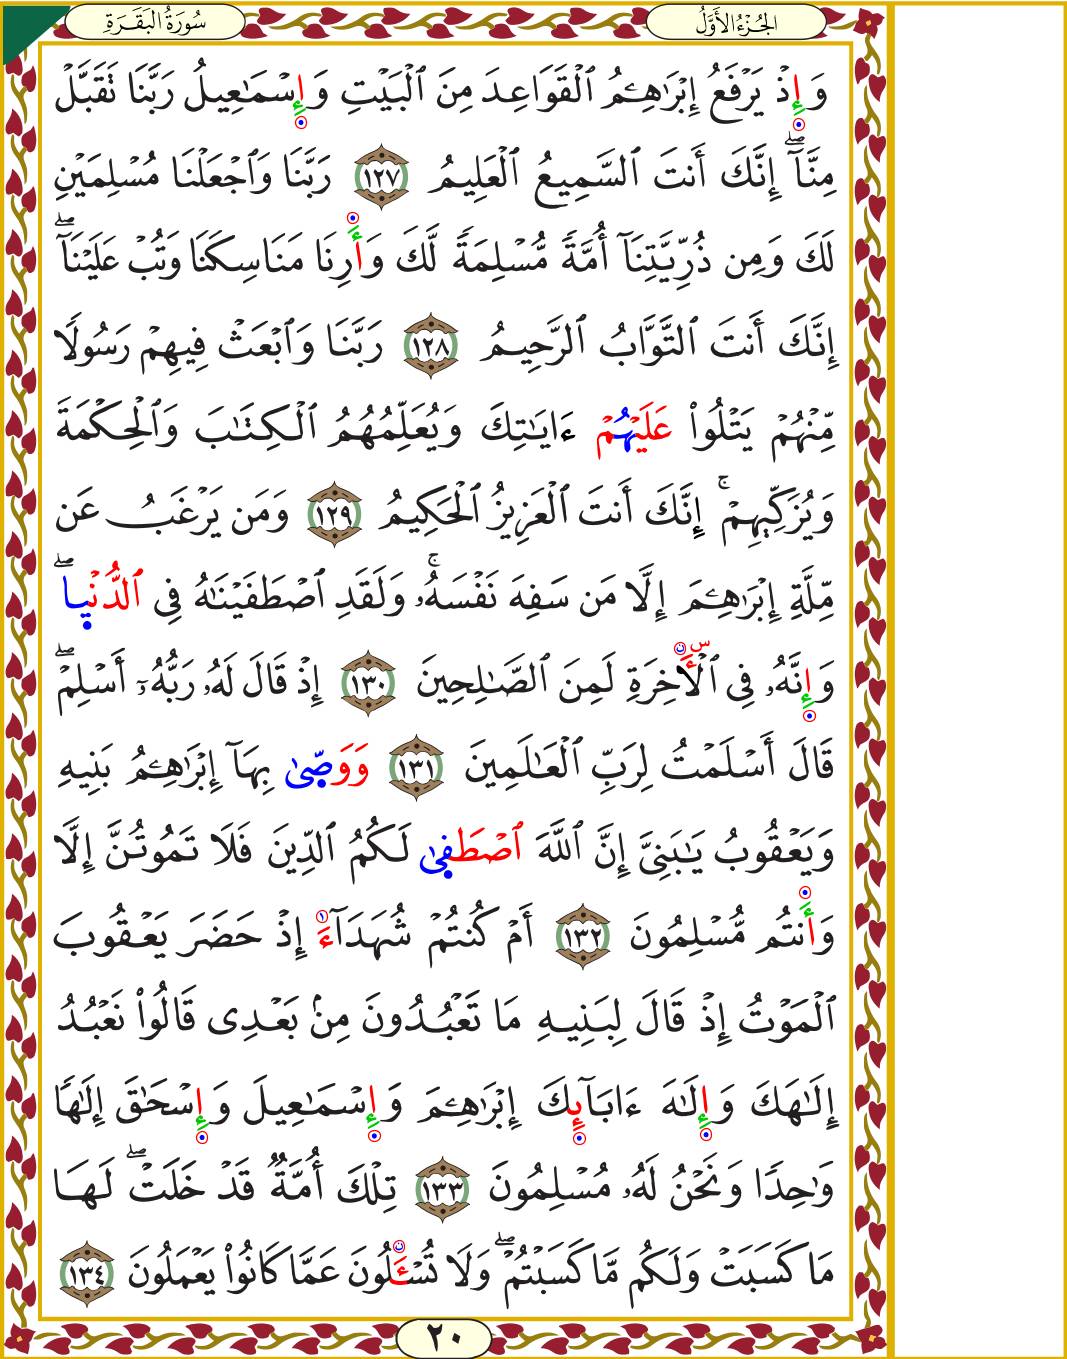 الجُزْءُ الأَوَّلُ
سُورَةُ البَقَرَةِ
وَإِذْ يَرْفَعُ إِبْرَٰهِـۧمُ ٱلْقَوَاعِدَ مِنَ ٱلْبَيْتِ وَإِسْمَـٰعِيلُ رَبَّنَا تَقَبَّلْ
مِنَّآ ۖ إِنَّكَ أَنتَ ٱلسَّمِيعُ ٱلْعَلِيمُ ١٢٧ رَبَّنَا وَٱجْعَلْنَا مُسْلِمَيْنِ
لَكَ وَمِن ذُرِّيَّتِنَآ أُمَّةً مُّسْلِمَةً لَّكَ وَأَرِنَا مَنَاسِكَنَا وَتُبْ عَلَيْنَآ ۖ
إِنَّكَ أَنتَ ٱلتَّوَّابُ ٱلرَّحِيمُ ١٢٨ رَبَّنَا وَٱبْعَثْ فِيهِمْ رَسُولًا
مِّنْهُمْ يَتْلُوا۟ عَلَيْهُمْ ءَايَـٰتِكَ وَيُعَلِّمُهُمُ ٱلْكِتَـٰبَ وَٱلْحِكْمَةَ
وَيُزَكِّيهِمْ ۚ إِنَّكَ أَنتَ ٱلْعَزِيزُ ٱلْحَكِيمُ ١٢٩ وَمَن يَرْغَبُ عَن
مِّلَّةِ إِبْرَٰهِـۧمَ إِلَّا مَن سَفِهَ نَفْسَهُۥ ۚ وَلَقَدِ ٱصْطَفَيْنَـٰهُ فِى ٱلدُّنْيـا ۖ
وَإِنَّهُۥ فِى ٱلْأَخِرَةِ لَمِنَ ٱلصَّـٰلِحِينَ ١٣٠ إِذْ قَالَ لَهُۥ رَبُّهُۥٓ أَسْلِمْ ۖ
قَالَ أَسْلَمْتُ لِرَبِّ ٱلْعَـٰلَمِينَ ١٣١ وَوَصّىٰ بِهَآ إِبْرَٰهِـۧمُ بَنِيهِ
وَيَعْقُوبُ يَـٰبَنِىَّ إِنَّ ٱللَّهَ ٱصْطَفىٰ لَكُمُ ٱلدِّينَ فَلَا تَمُوتُنَّ إِلَّا
وَأَنتُم مُّسْلِمُونَ ١٣٢ أَمْ كُنتُمْ شُهَدَآءَ إِذْ حَضَرَ يَعْقُوبَ
ٱلْمَوْتُ إِذْ قَالَ لِبَنِيهِ مَا تَعْبُدُونَ مِنۢ بَعْدِى قَالُوا۟ نَعْبُدُ
إِلَـٰهَكَ وَإِلَـٰهَ ءَابَآئِكَ إِبْرَٰهِـۧمَ وَإِسْمَـٰعِيلَ وَإِسْحَـٰقَ إِلَـٰهًا
وَٰحِدًا وَنَحْنُ لَهُۥ مُسْلِمُونَ ١٣٣ تِلْكَ أُمَّةٌ قَدْ خَلَتْ ۖ لَهَا
مَا كَسَبَتْ وَلَكُم مَّا كَسَبْتُمْ ۖ وَلَا تُسْـَٔلُونَ عَمَّا كَانُوا۟ يَعْمَلُونَ ١٣٤
٢٠